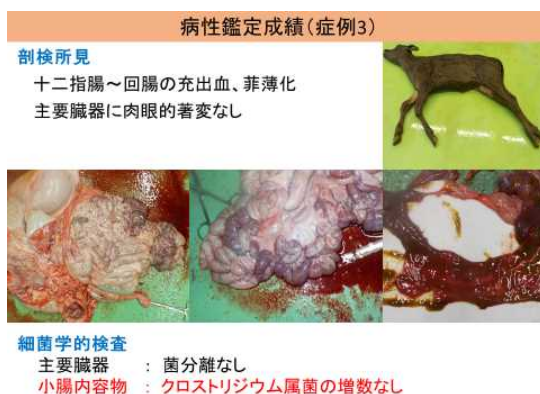 病性鑑定成績(症例3)
剖検所見
十二指腸~回腸の充出血、菲薄化
主要臓器に肉眼的著変なし
細菌学的検査
主要臓器 : 菌分離なし
小腸内容物 : クロストリジウム属菌の増数なし